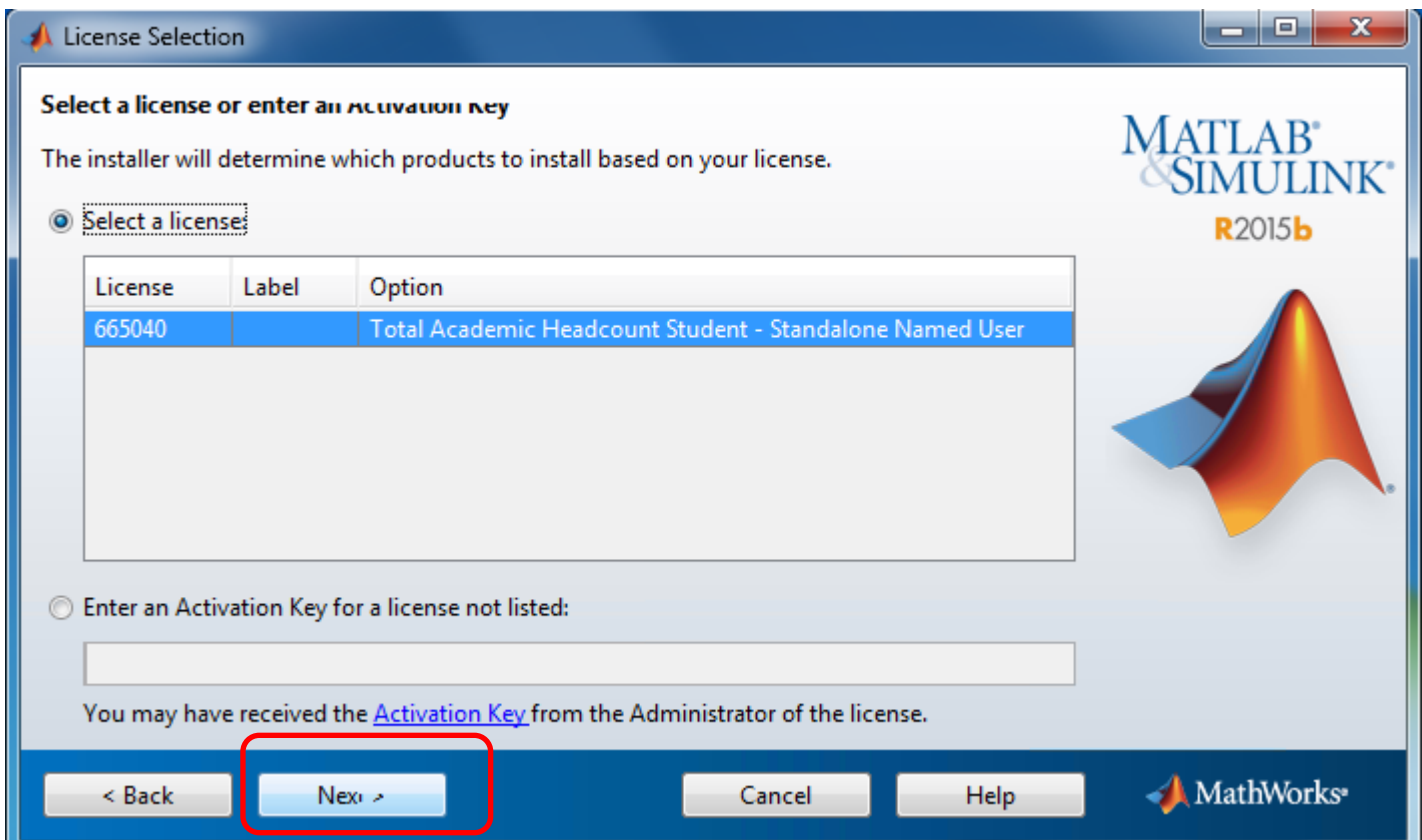 License Selection
Select a license or enter an Activation Key
The installer will determine which products to install based on your license.
MATLAB®
&SIMULINK®
R2015b
Select a license:
License Label Option
665040 Total Academic Headcount Student - Standalone Named User
Enter an Activation Key for a license not listed:
You may have received the Activation Key from the Administrator of the license.
< Back Next > Cancel Help MathWorks®